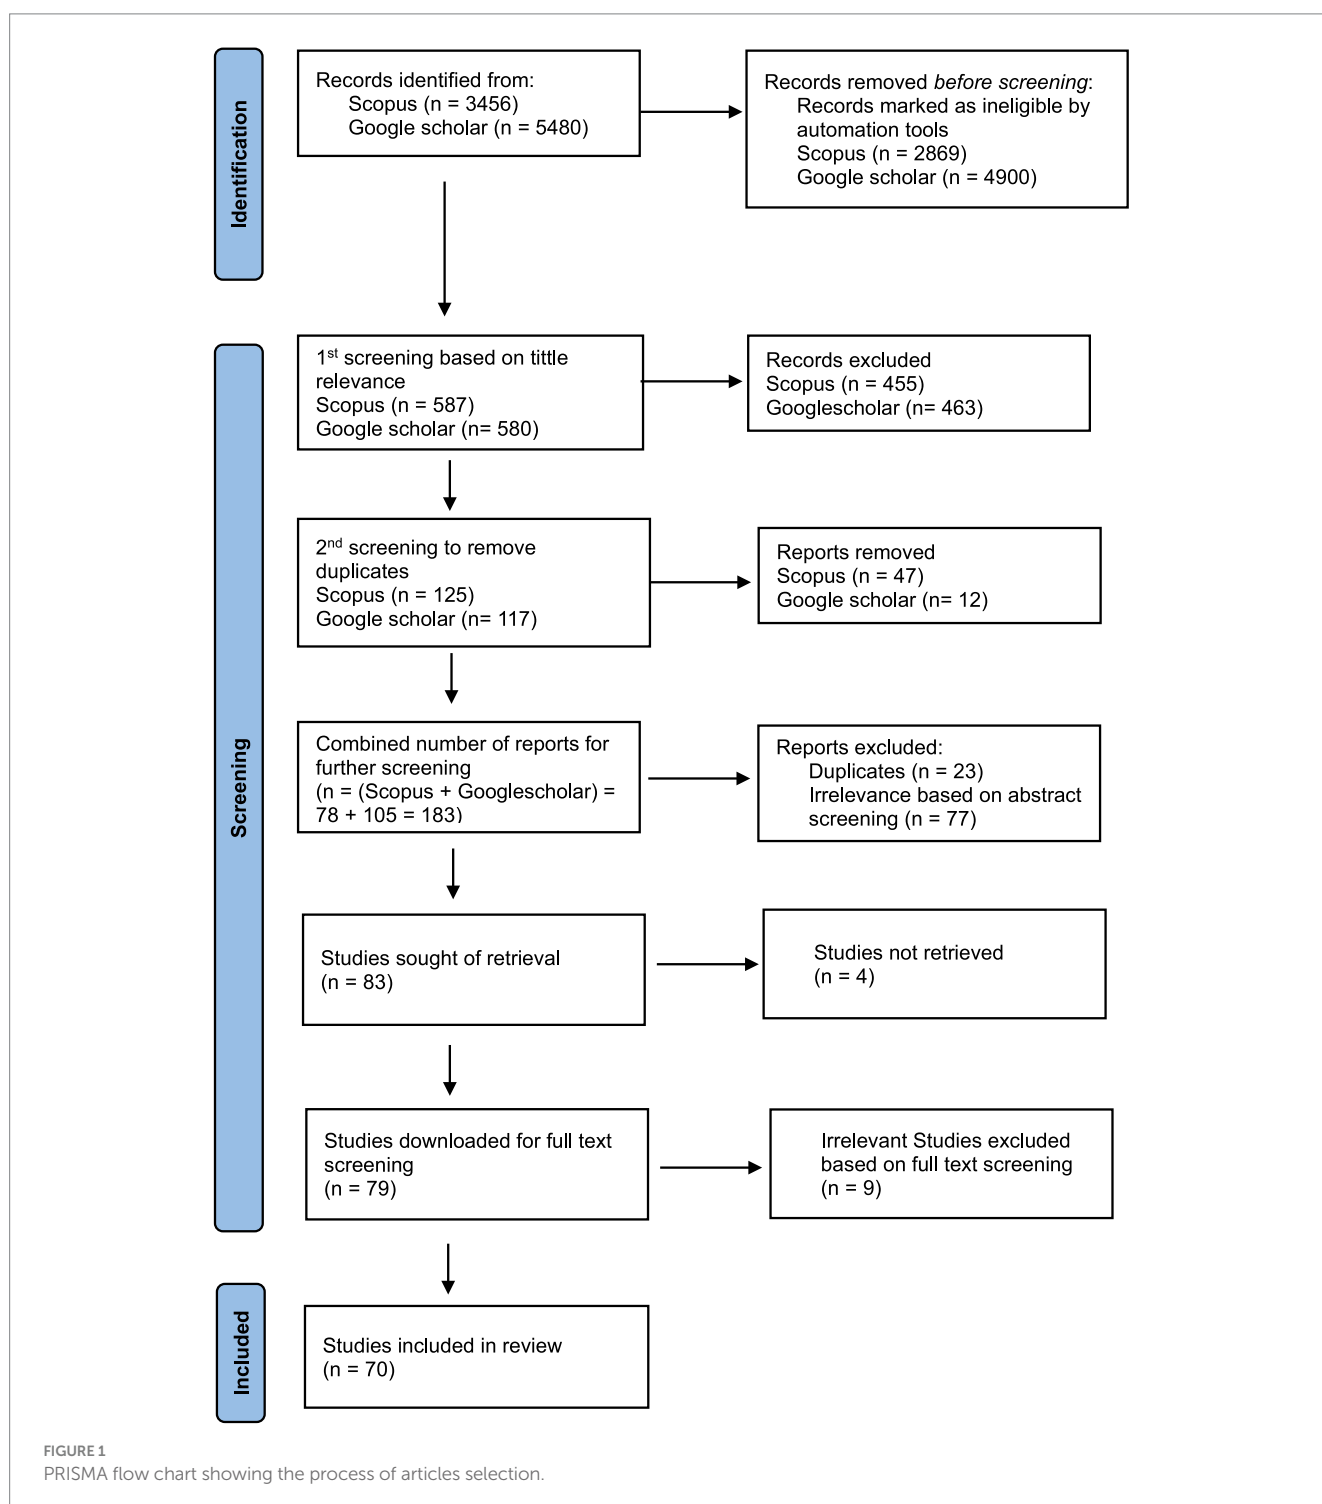 Identification
Records identified from:
Scopus (n = 3456)
Google scholar (n = 5480)
Records removed before screening:
Records marked as ineligible by
automation tools
Scopus (n = 2869)
Google scholar (n = 4900)
Screening
1st screening based on tittle
relevance
Scopus (n = 587)
Google scholar (n= 580)
Records excluded
Scopus (n = 455)
Googlescholar (n= 463)
2nd screening to remove
duplicates
Scopus (n = 125)
Google scholar (n= 117)
Reports removed
Scopus (n = 47)
Google scholar (n= 12)
Combined number of reports for
further screening
(n = (Scopus + Googlescholar) =
78 + 105 = 183)
Reports excluded:
Duplicates (n = 23)
Irrelevance based on abstract
screening (n = 77)
Studies sought of retrieval
(n = 83)
Studies not retrieved
(n = 4)
Studies downloaded for full text
screening
(n = 79)
Irrelevant Studies excluded
based on full text screening
(n = 9)
Included
Studies included in review
(n = 70)
FIGURE 1
PRISMA flow chart showing the process of articles selection.